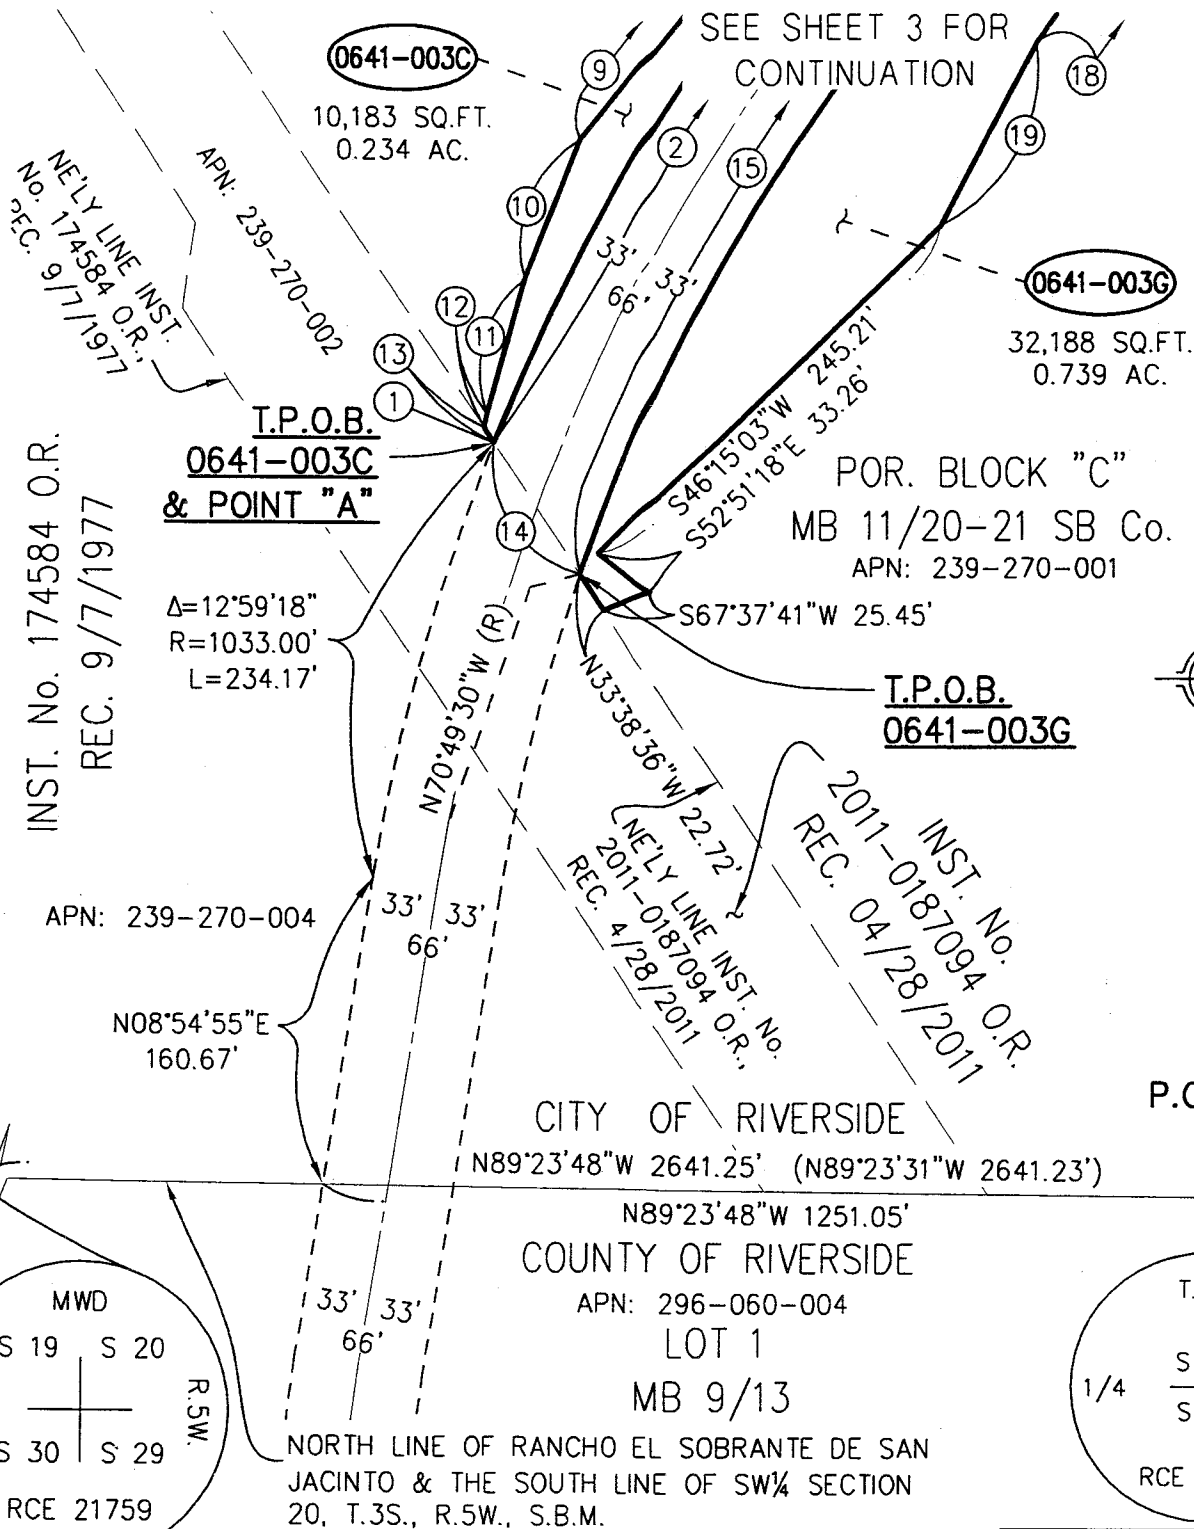 SEE SHEET 3 FOR
CONTINUATION
0641-003C
10,183 SQ.FT.
0.234 AC.
9
2
15
18
19
10
12
11
13
1
14
NE'LY LINE INST.
No. 174584 O.R.,
REC. 9/7/1977
APN: 239-270-002
33'
33'
66'
0641-003G
32,188 SQ.FT.
0.739 AC.
T.P.O.B.
0641-003C
& POINT "A"
S46°15'03"W 245.21'
S52°51'18"E 33.26'
POR. BLOCK "C"
MB 11/20-21 SB Co.
APN: 239-270-001
INST. No. 174584 O.R.
REC. 9/7/1977
Δ=12°59'18"
R=1033.00'
L=234.17'
S67°37'41"W 25.45'
N70°49'30"W (R)
N33°38'36"W 22.72'
T.P.O.B.
0641-003G
NE'LY LINE INST. No.
2011-0187094 O.R.,
REC. 4/28/2011
INST. No.
2011-0187094 O.R.
REC. 04/28/2011
APN: 239-270-004
33' 33'
66'
N08°54'55"E
160.67'
P.O
CITY OF RIVERSIDE
N89°23'48"W 2641.25' (N89°23'31"W 2641.23')
N89°23'48"W 1251.05'
COUNTY OF RIVERSIDE
APN: 296-060-004
LOT 1
MB 9/13
33' 33'
66'
MWD
S 19 S 20
R.5W.
S 30 S 29
RCE 21759
T.
S
1/4
S
RCE
NORTH LINE OF RANCHO EL SOBRANTE DE SAN
JACINTO & THE SOUTH LINE OF SW¼ SECTION
20, T.3S., R.5W., S.B.M.